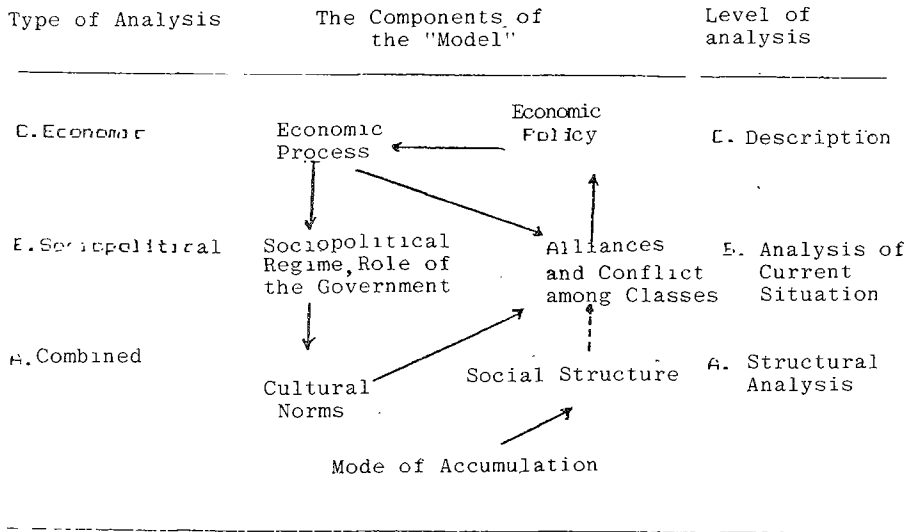 Type of Analysis The Components of Level of
the "Model" analysis
C. Economic Economic Process Economic Policy C. Description
B. Sociopolitical Sociopolitical Regime, Role of the Government Alliances and Conflict among Classes B. Analysis of Current Situation
A. Combined Cultural Norms Social Structure A. Structural Analysis
Mode of Accumulation